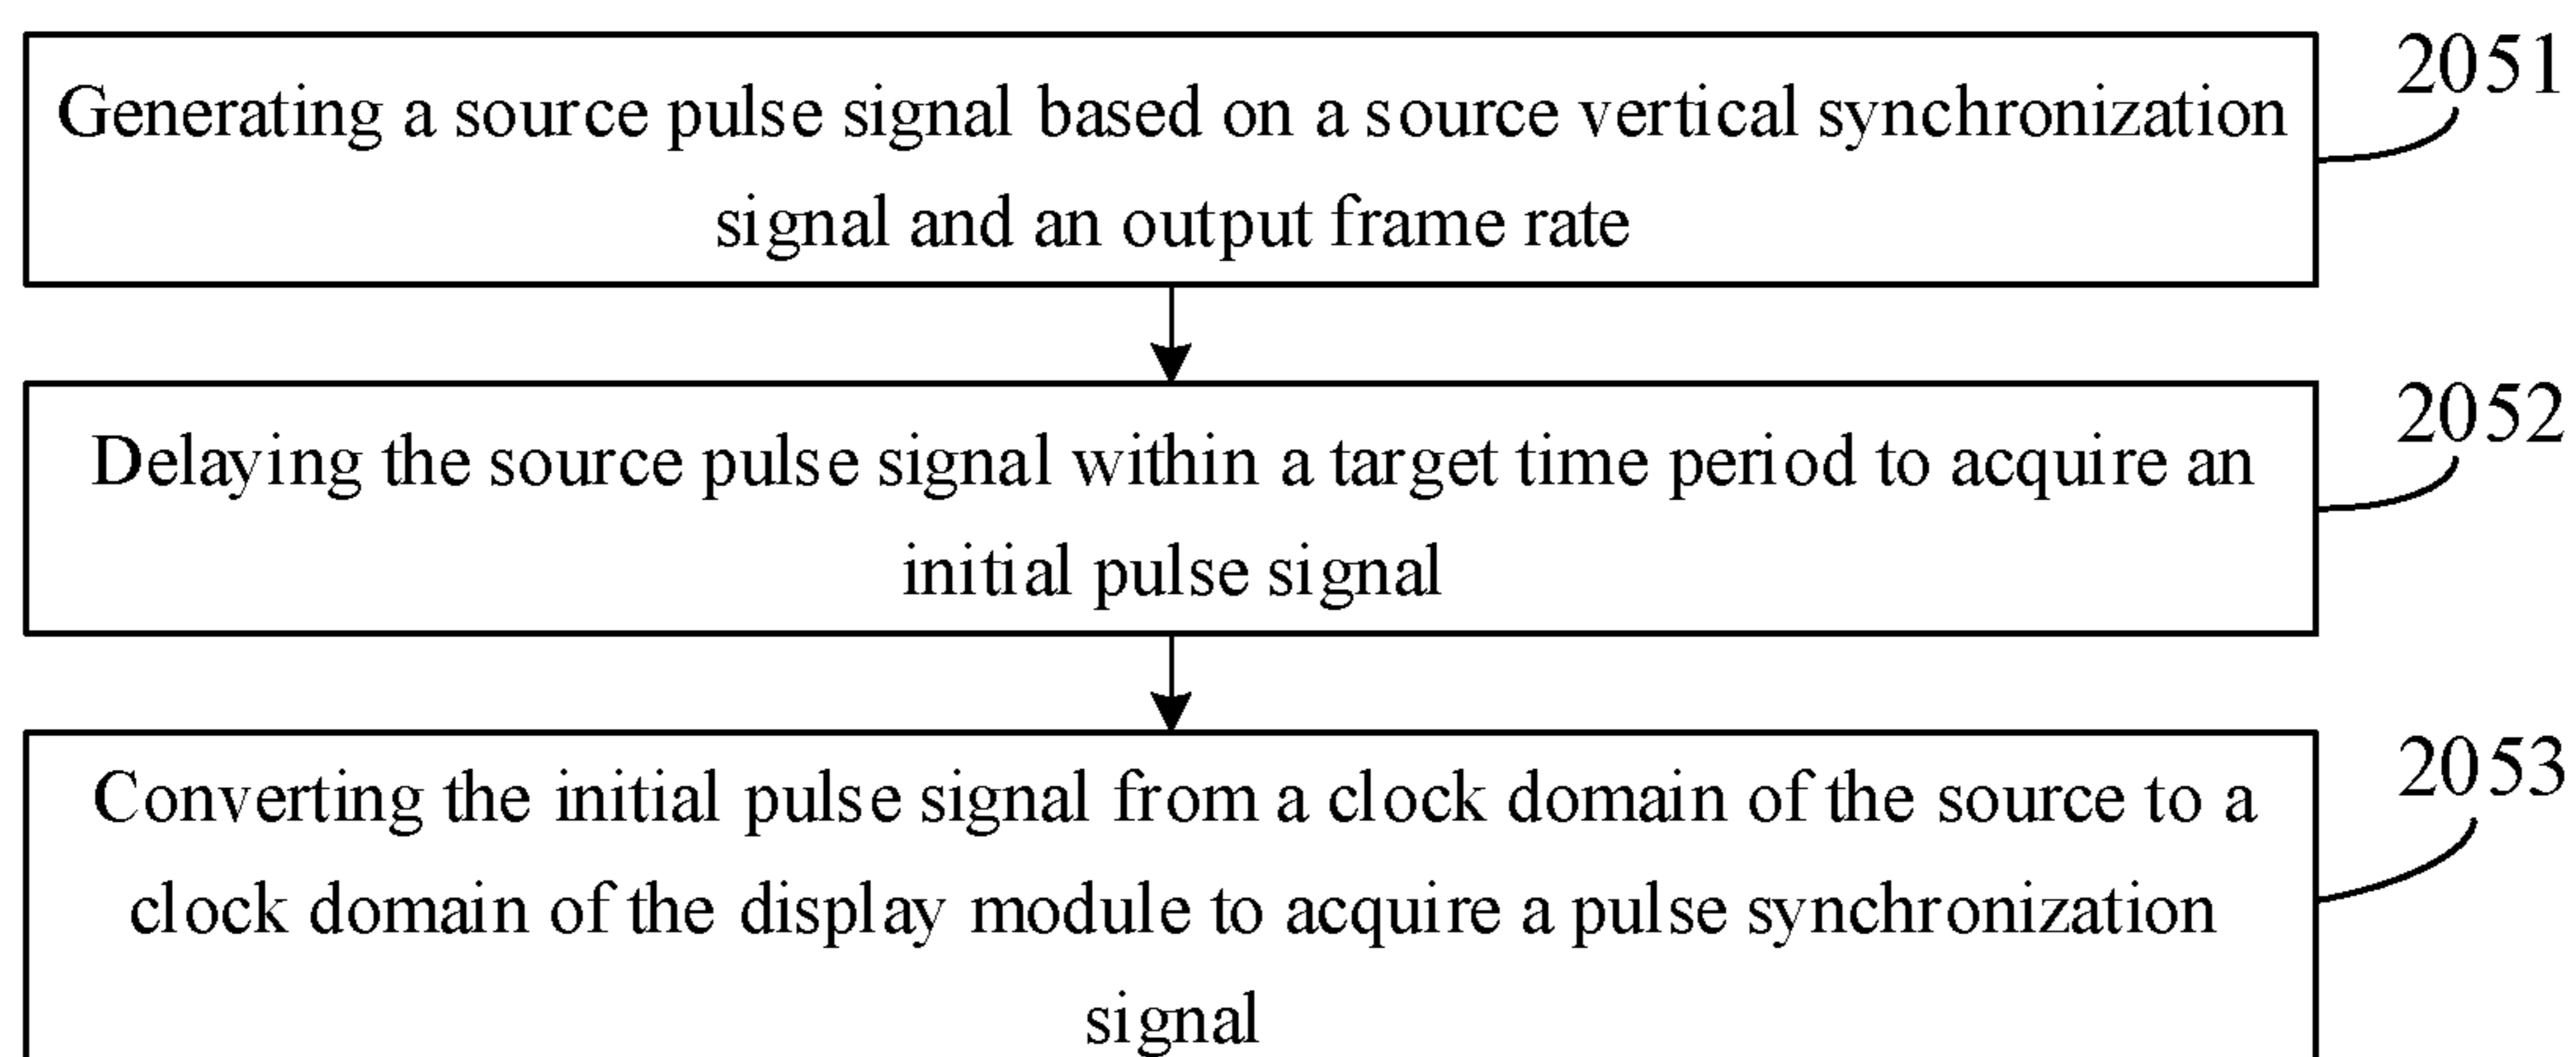 2051
Generating a source pulse signal based on a source vertical synchronization
signal and an output frame rate
2052
Delaying the source pulse signal within a target time period to acquire an
initial pulse signal
2053
Converting the initial pulse signal from a clock domain of the source to a
clock domain of the display module to acquire a pulse synchronization
signal